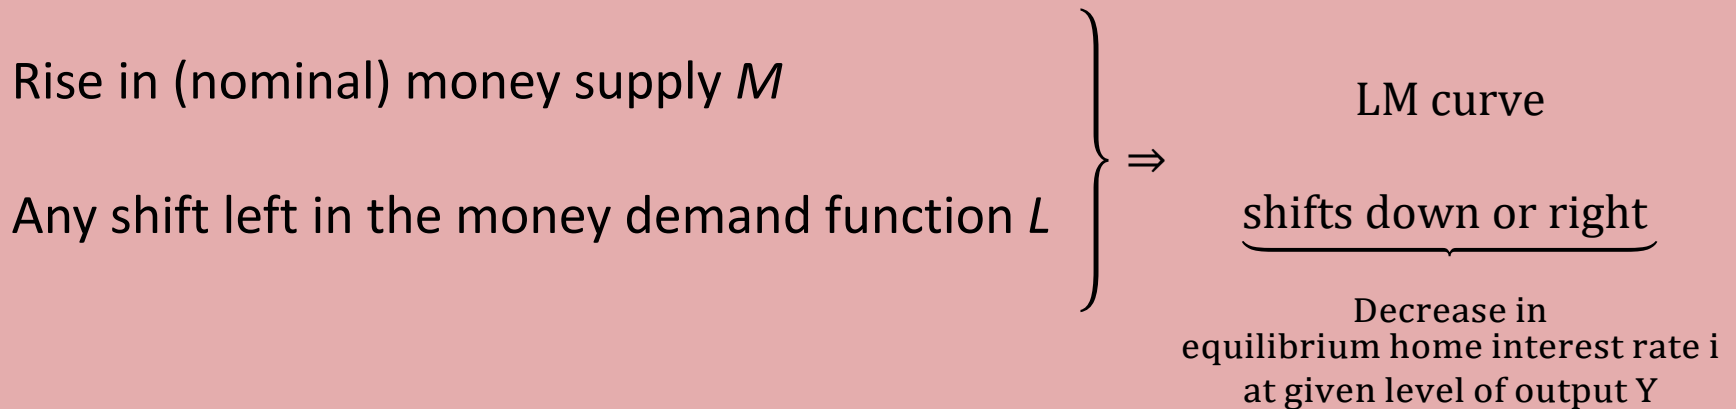 Rise in (nominal) money supply M
Any shift left in the money demand function L
⇒
LM curve
shifts down or right
Decrease in
equilibrium home interest rate i
at given level of output Y